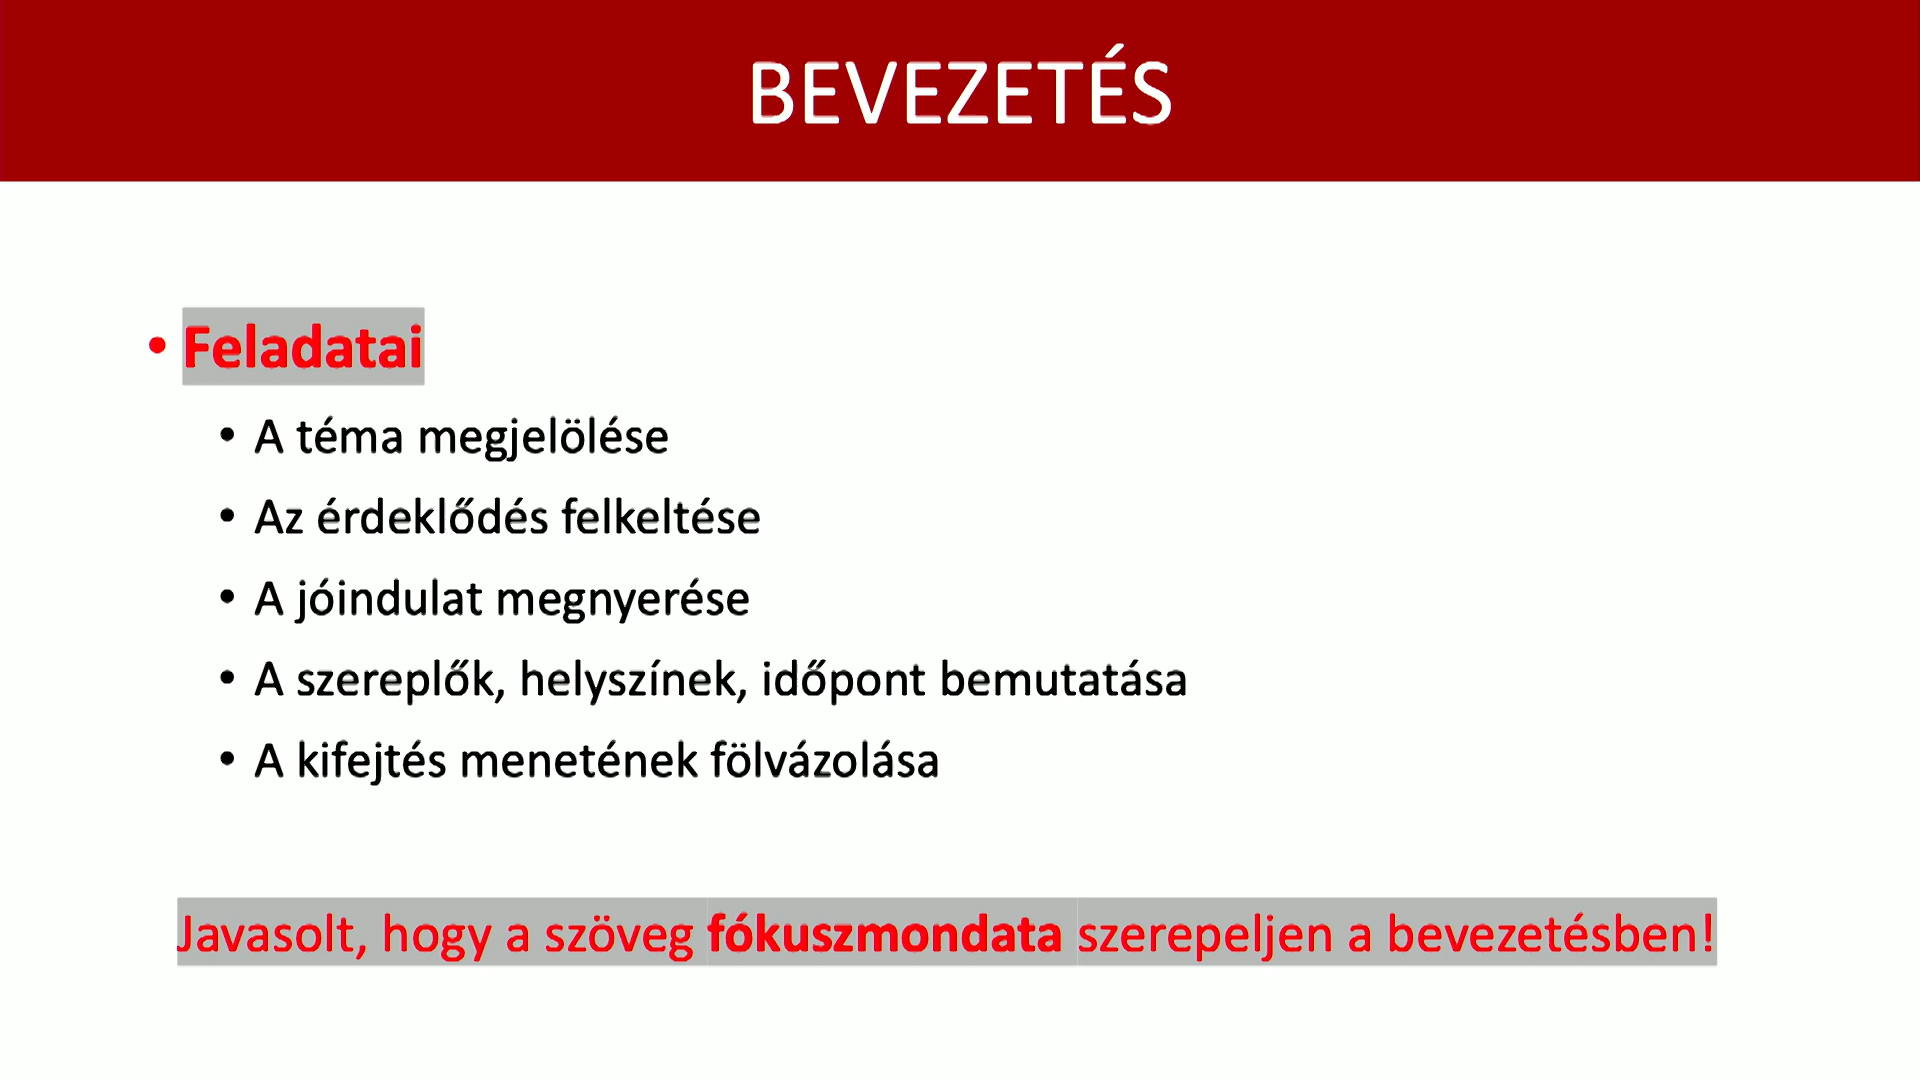 BEVEZETÉS
• Feladatai
• A téma megjelölése
• Az érdeklődés felkeltése
• A jóindulat megnyerése
• A szereplők, helyszínek, időpont bemutatása
• A kifejtés menetének fölvázolása
Javasolt, hogy a szöveg fókuszmondata szerepeljen a bevezetésben!